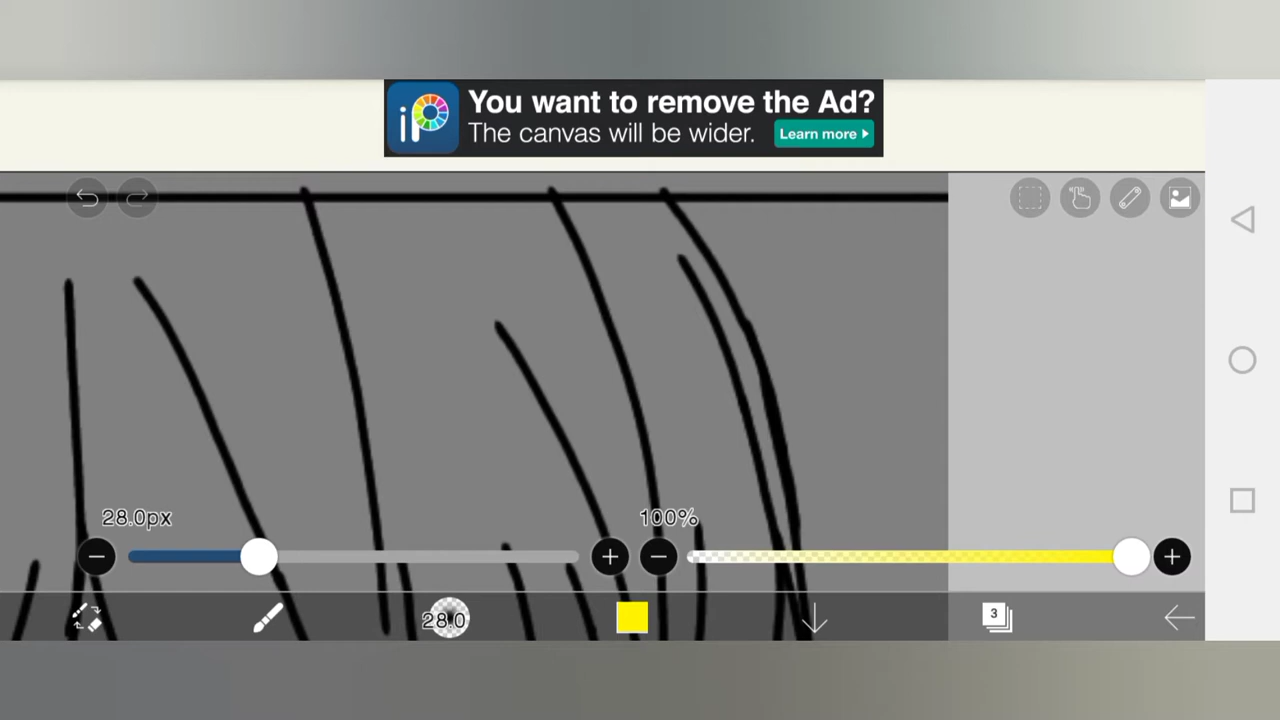 iP
You want to remove the Ad?
The canvas will be wider.
Learn more
28.0px
100%
28.0
3